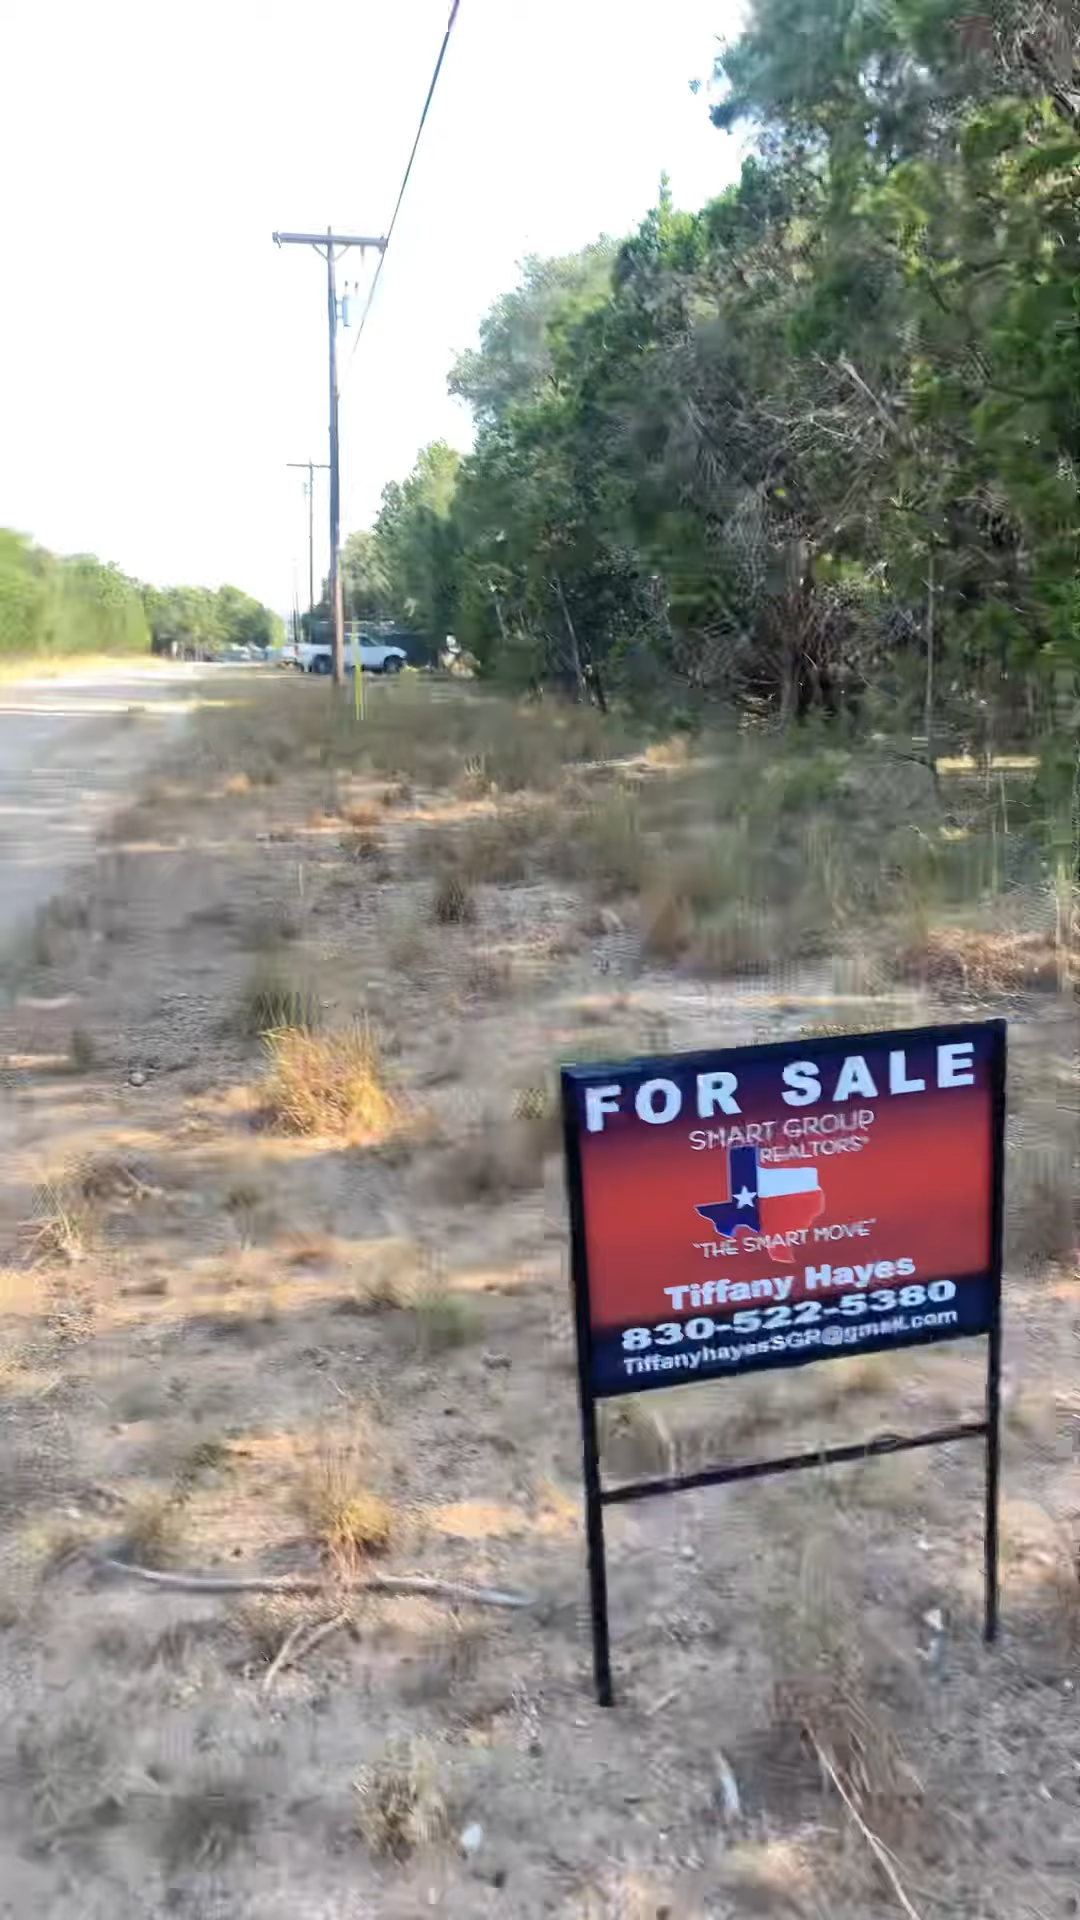 FOR SALE
SMART GROUP
REALTORS®
"THE SMART MOVE"
Tiffany Hayes
830-522-5380
TiffanyhayesSGR@gmail.com